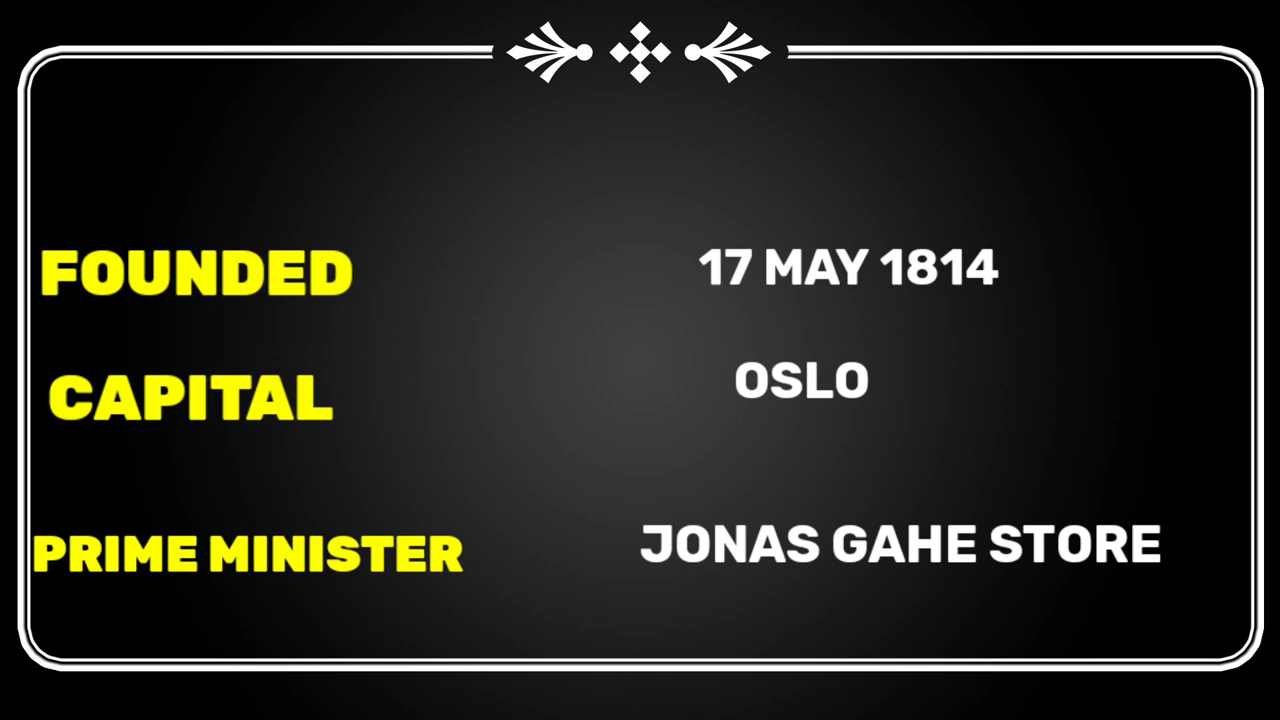 FOUNDED 17 MAY 1814
CAPITAL OSLO
PRIME MINISTER JONAS GAHE STORE